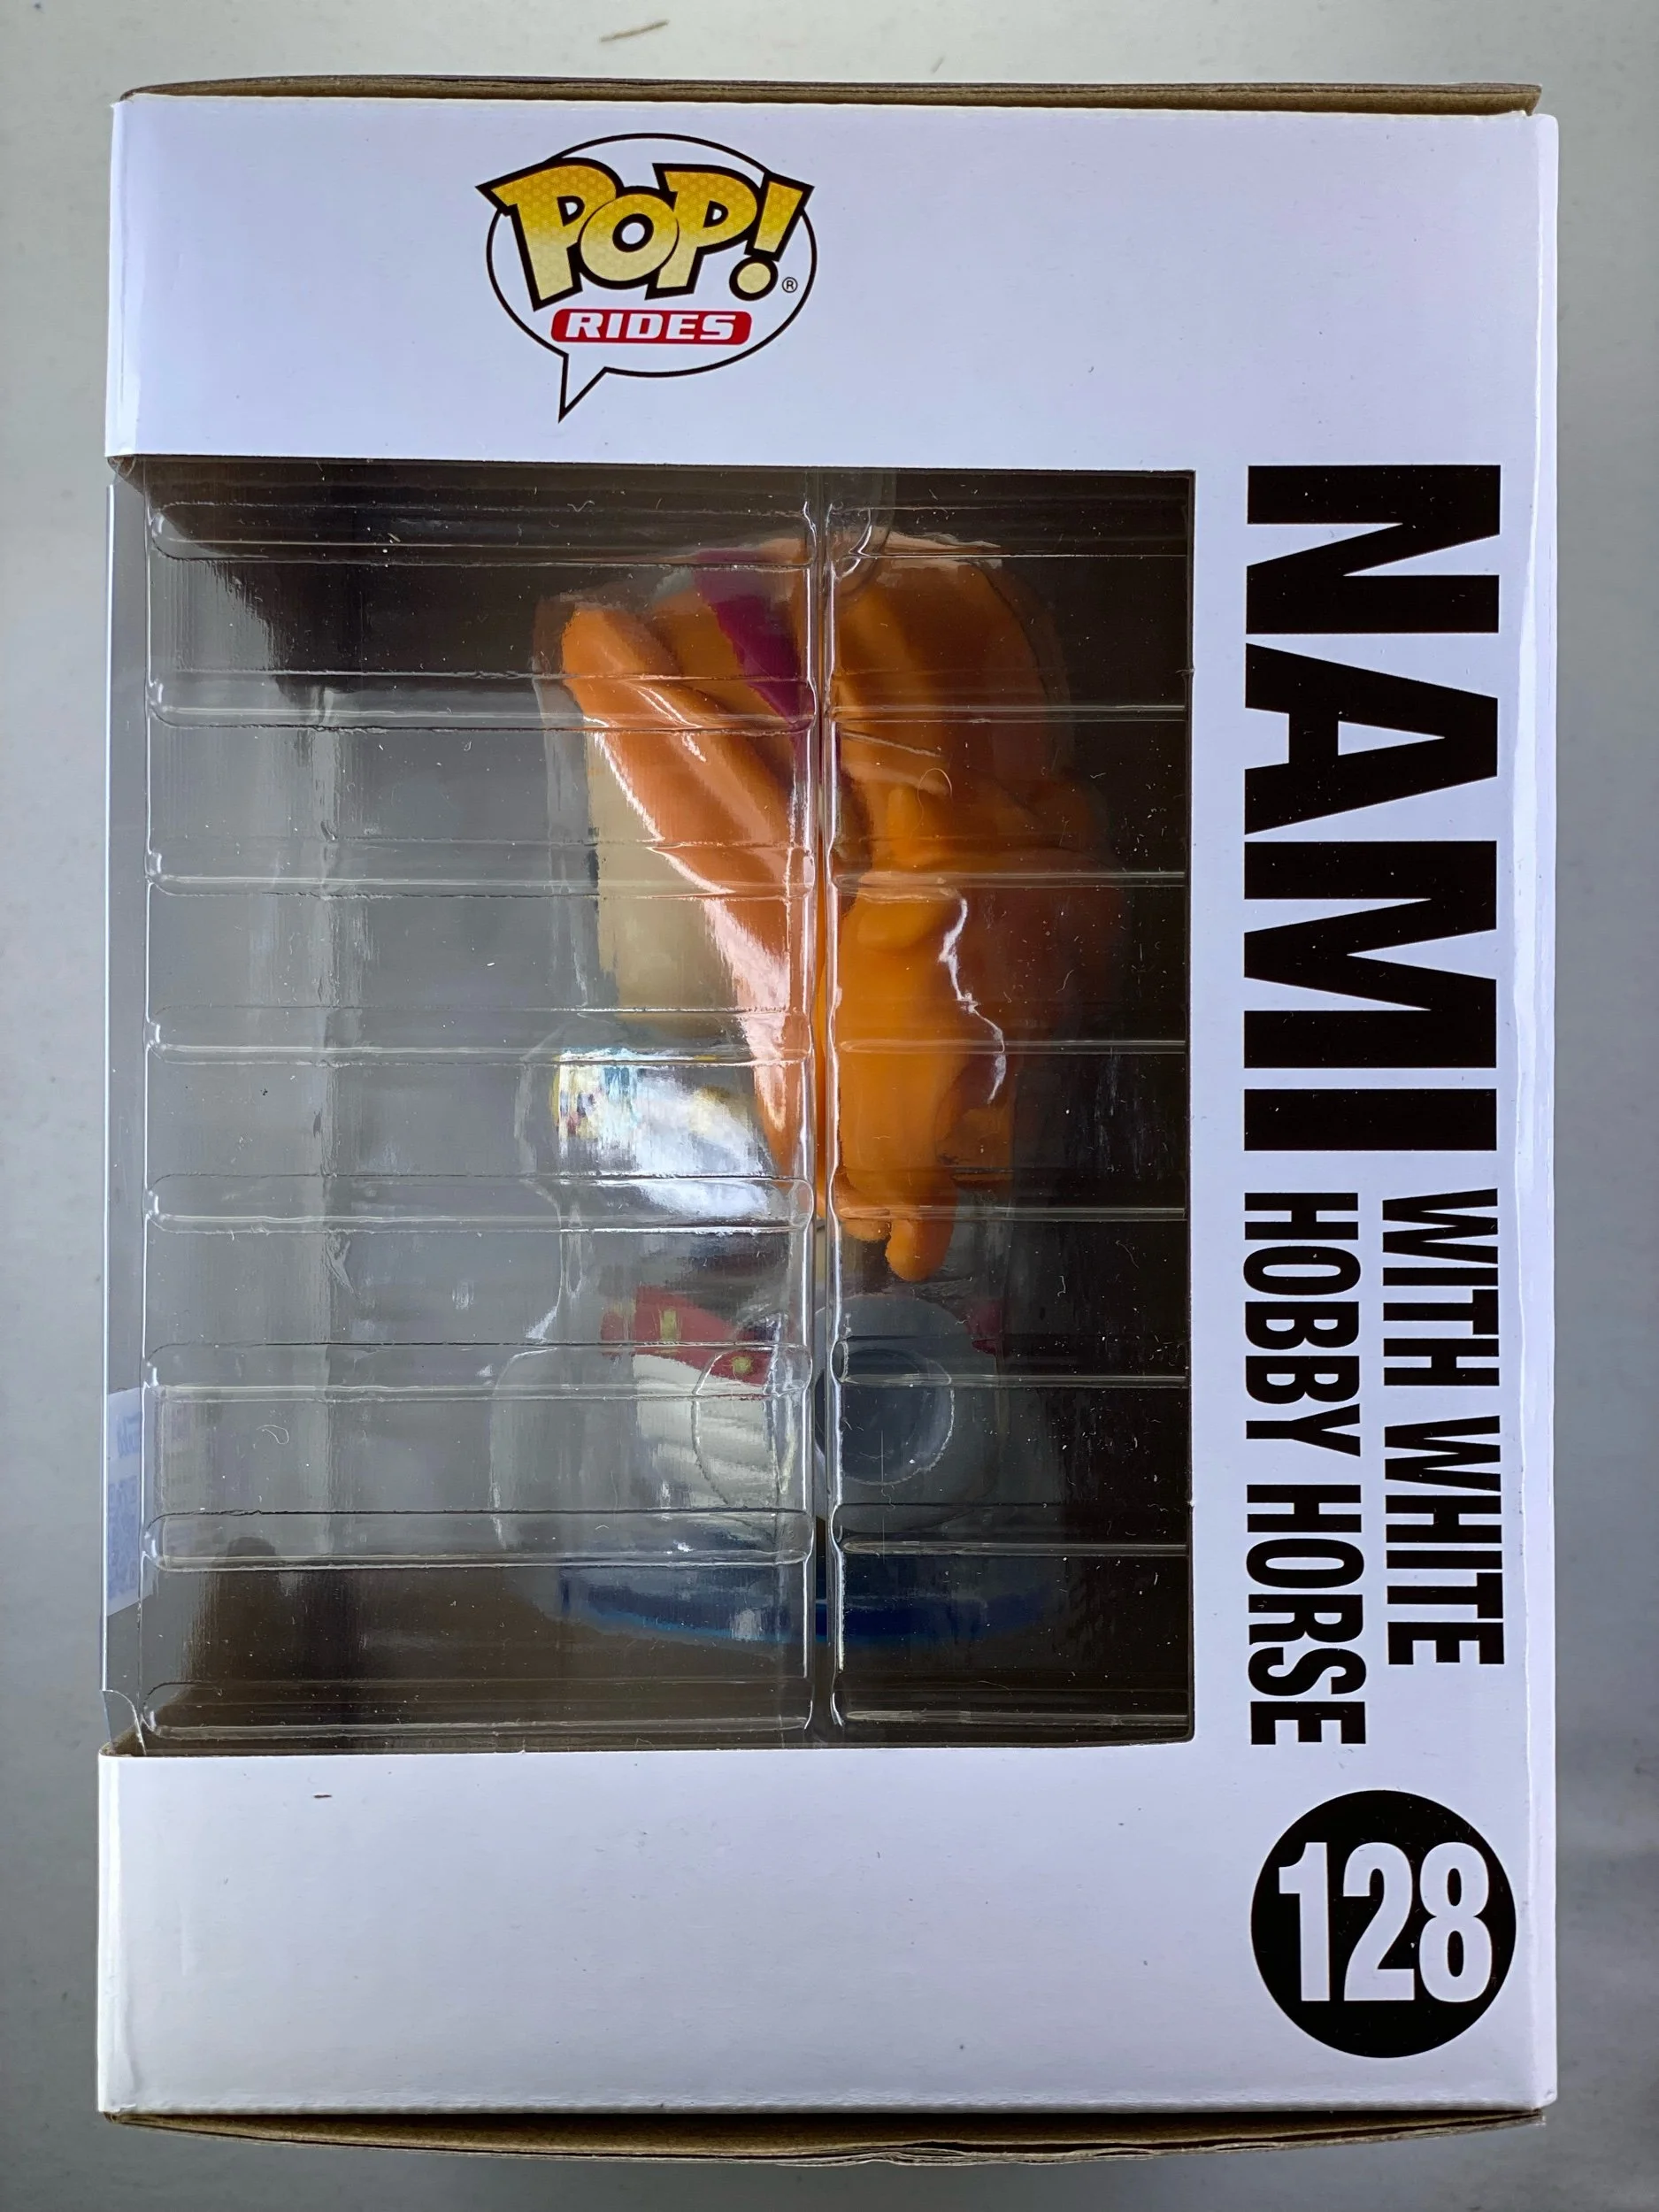 POP! ®
RIDES
NAMI
WITH WHITE
HOBBY HORSE
128